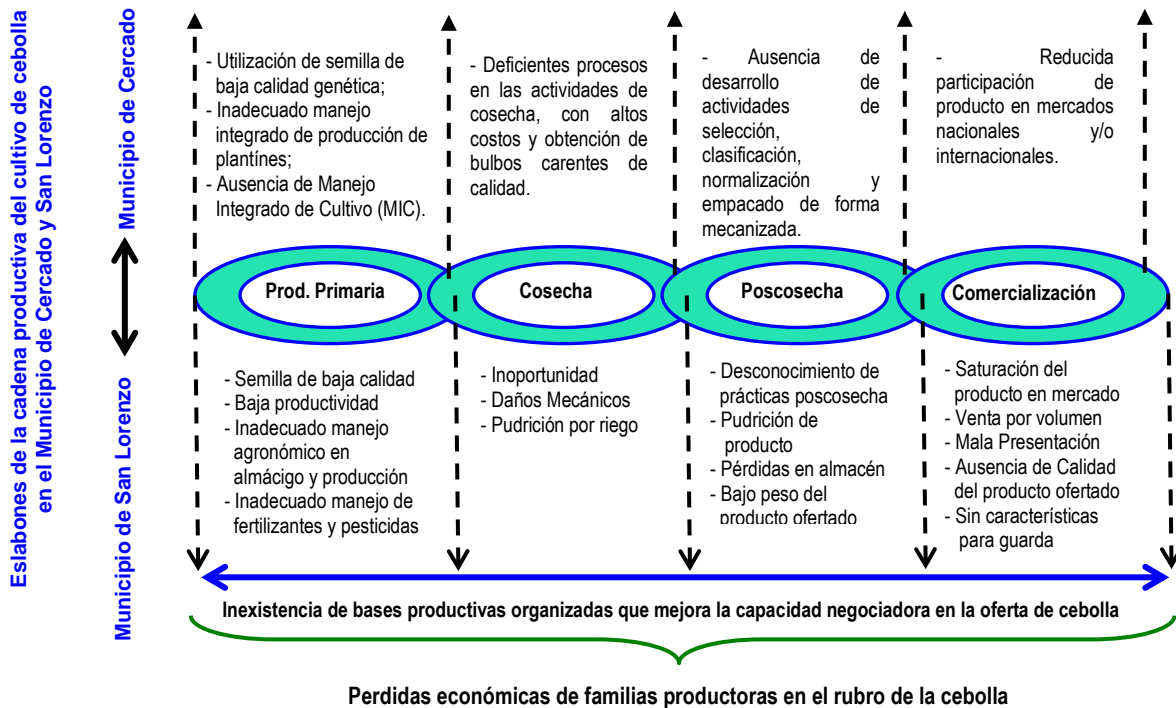 Eslabones de la cadena productiva del cultivo de cebolla
en el Municipio de Cercado y San Lorenzo
Municipio de Cercado
- Utilización de semilla de
baja calidad genética;
- Inadecuado manejo
integrado de producción de
plantínes;
- Ausencia de Manejo
Integrado de Cultivo (MIC).
- Deficientes procesos
en las actividades de
cosecha, con altos
costos y obtención de
bulbos carentes de
calidad.
- Ausencia de
desarrollo de
actividades de
selección,
clasificación,
normalización y
empacado de forma
mecanizada.
- Reducida
participación de
producto en mercados
nacionales y/o
internacionales.
Prod. Primaria
Cosecha
Poscosecha
Comercialización
Municipio de San Lorenzo
- Semilla de baja calidad
- Baja productividad
- Inadecuado manejo
agronómico en
almácigo y producción
- Inadecuado manejo de
fertilizantes y pesticidas
- Inoportunidad
- Daños Mecánicos
- Pudrición por riego
- Desconocimiento de
prácticas poscosecha
- Pudrición de
producto
- Pérdidas en almacén
- Bajo peso del
producto ofertado
- Saturación del
producto en mercado
- Venta por volumen
- Mala Presentación
- Ausencia de Calidad
del producto ofertado
- Sin características
para guarda
Inexistencia de bases productivas organizadas que mejora la capacidad negociadora en la oferta de cebolla
Perdidas económicas de familias productoras en el rubro de la cebolla